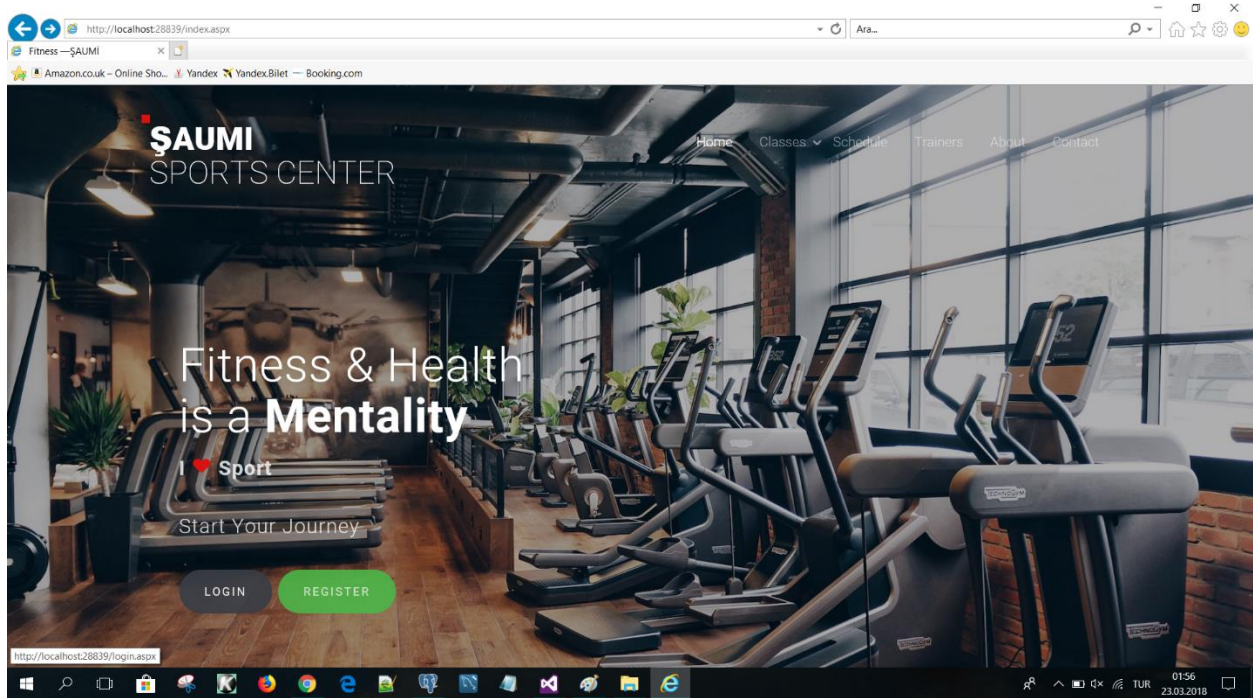 http://localhost:28839/index.aspx
Ara...
Fitness —ŞAUMİ
Amazon.co.uk – Online Sho...
Yandex
Yandex.Bilet
Booking.com
ŞAUMI
SPORTS CENTER
Home Classes Schedule Trainers About Contact
Fitness & Health
is a Mentality
I ❤ Sport
Start Your Journey
LOGIN
REGISTER
TECHNOGYM
http://localhost:28839/login.aspx
TUR
01:56
23.03.2018